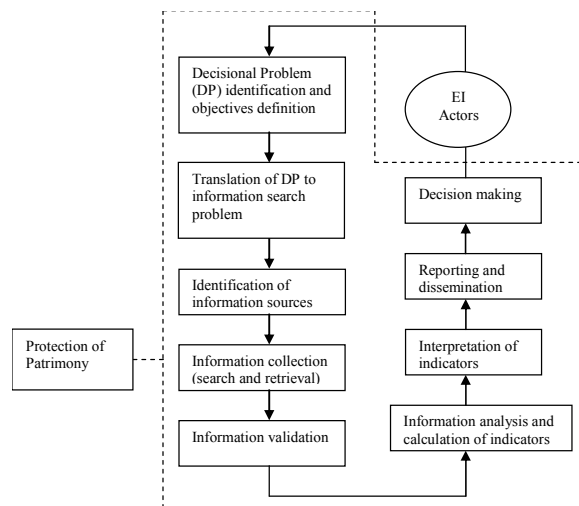 Decisional Problem
(DP) identification and
objectives definition
Translation of DP to
information search
problem
Identification of
information sources
Information collection
(search and retrieval)
Information validation
Protection of
Patrimony
EI
Actors
Decision making
Reporting and
dissemination
Interpretation of
indicators
Information analysis and
calculation of indicators